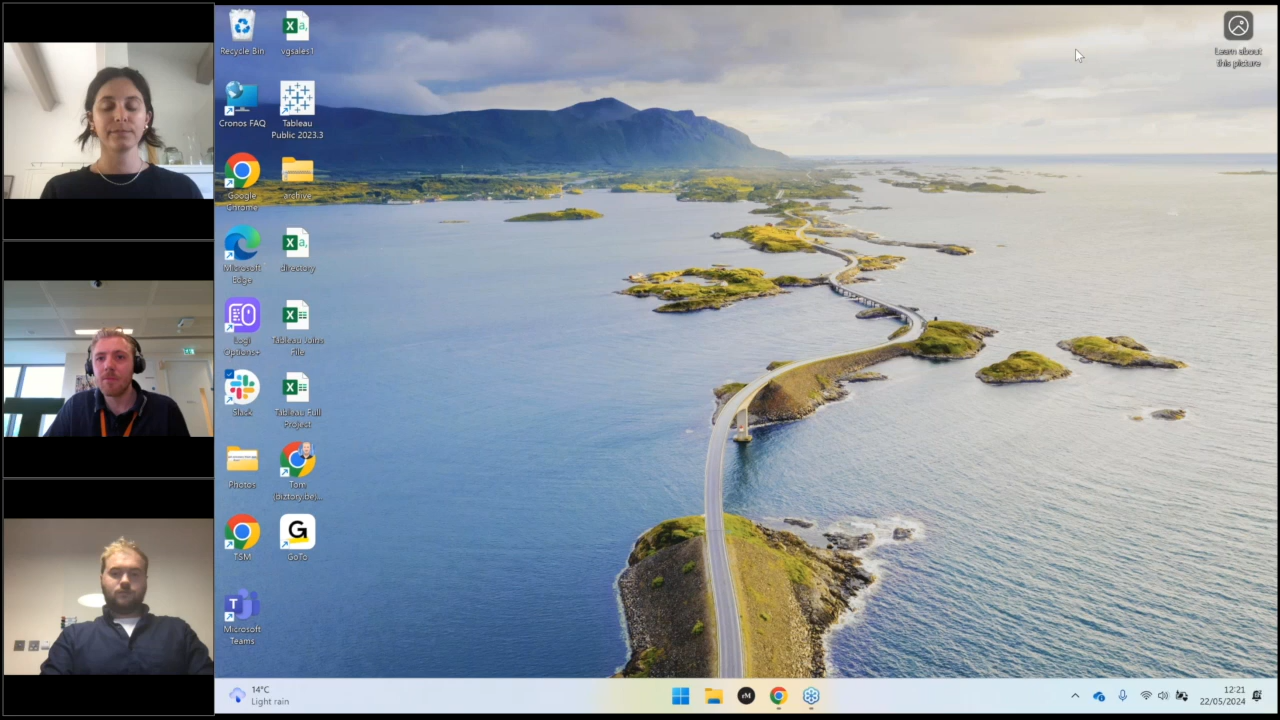 Recycle Bin
vgsales1
Learn about
this picture
Cronos FAQ
Tableau
Public 2023.3
Google
Chrome
archive
Microsoft
Edge
directory
Logi
Options+
Tableau Joins
File
Slack
Tableau Full
Project
Photos
Tom
(biztory.be)...
TSM
G
GoTo
Microsoft
Teams
14°C
Light rain
12:21
22/05/2024